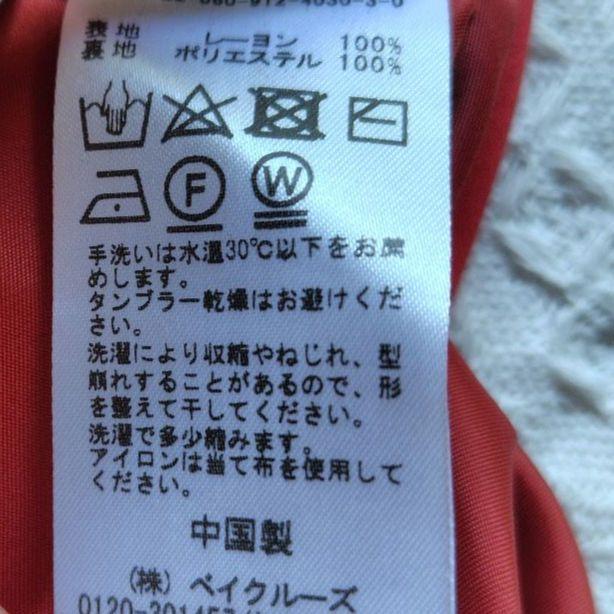 表地 レーヨン 100%
裏地 ポリエステル 100%
F W
手洗いは水温30℃以下をお薦
めします。
タンブラー乾燥はお避けくだ
さい。
洗濯により収縮やねじれ、型
崩れすることがあるので、形
を整えて干してください。
洗濯で多少縮みます。
アイロンは当て布を使用して
ください。
中国製
(株) ベイクルーズ